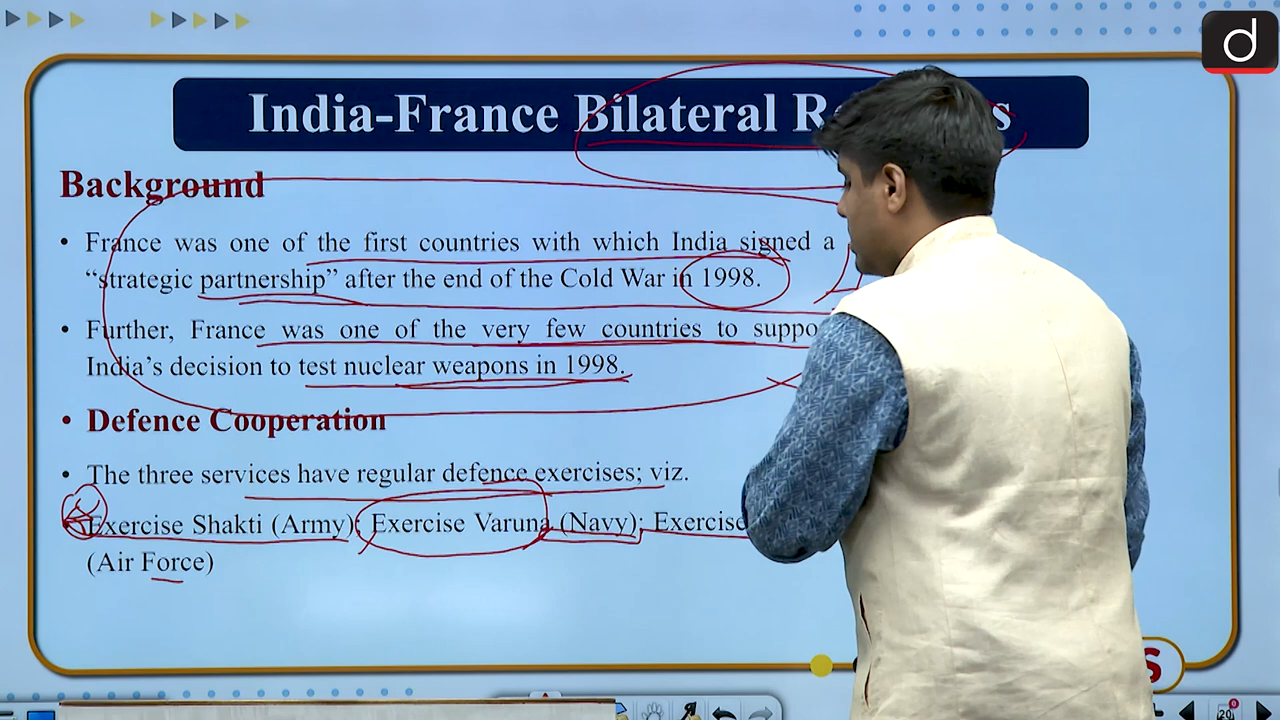 d
India-France Bilateral R s
Background
• France was one of the first countries with which India signed a
“strategic partnership” after the end of the Cold War in 1998.
• Further, France was one of the very few countries to suppo
India’s decision to test nuclear weapons in 1998.
• Defence Cooperation
• The three services have regular defence exercises; viz.
Exercise Shakti (Army); Exercise Varuna (Navy); Exercise
(Air Force)
S
20